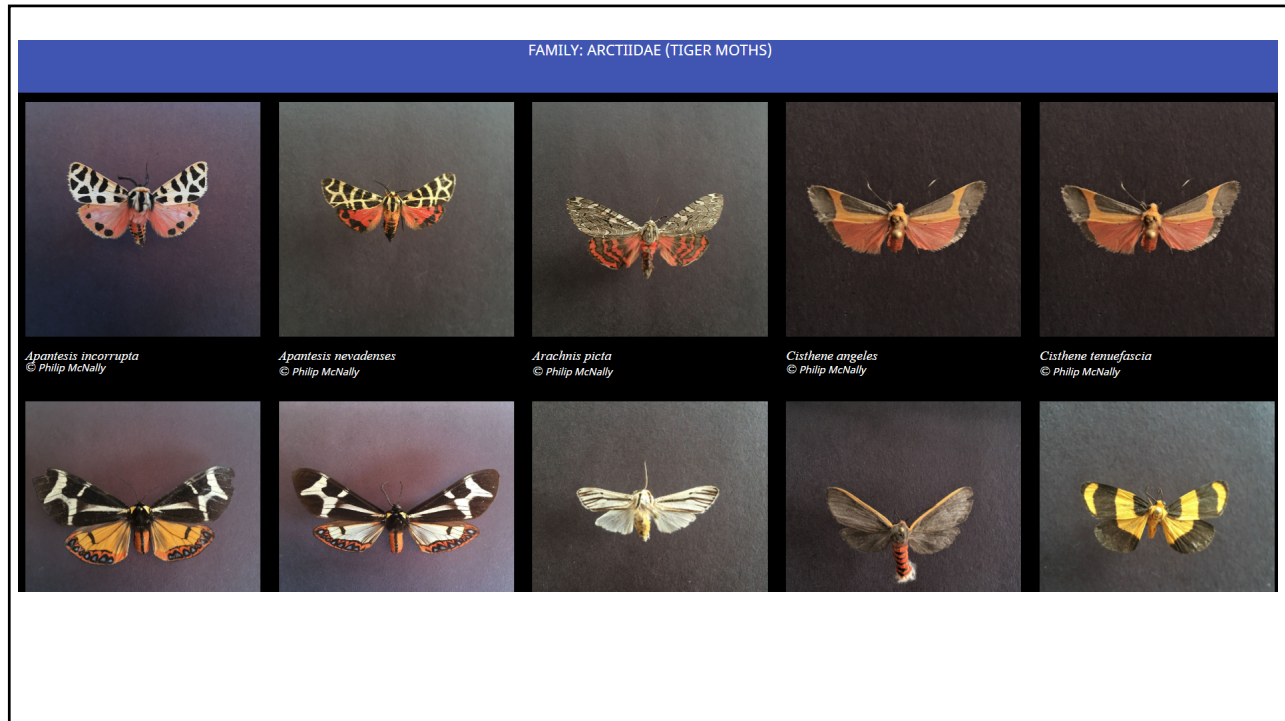 FAMILY: ARCTIIDAE (TIGER MOTHS)
Apantesis incorrupta
© Philip McNally
Apantesis nevadenses
© Philip McNally
Arachnis picta
© Philip McNally
Cisthene angeles
© Philip McNally
Cisthene tenuefascia
© Philip McNally